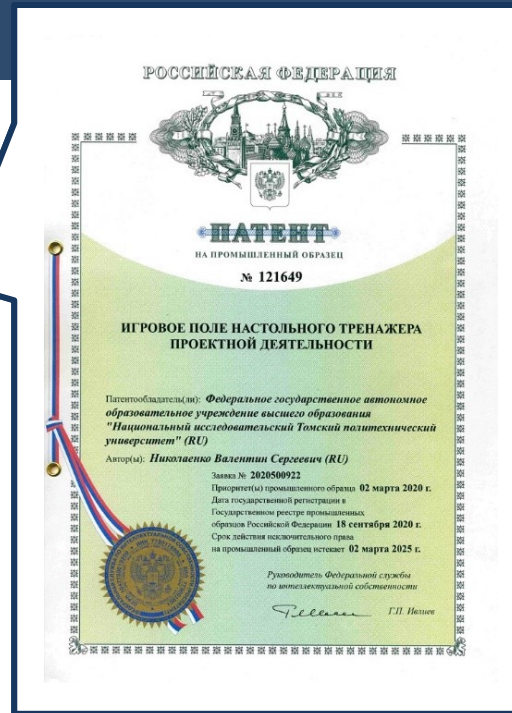 РОССИЙСКАЯ ФЕДЕРАЦИЯ
ПАТЕНТ
НА ПРОМЫШЛЕННЫЙ ОБРАЗЕЦ
№ 121649
ИГРОВОЕ ПОЛЕ НАСТОЛЬНОГО ТРЕНАЖЕРА
ПРОЕКТНОЙ ДЕЯТЕЛЬНОСТИ
Патентообладатель(ли): Федеральное государственное автономное
образовательное учреждение высшего образования
"Национальный исследовательский Томский политехнический
университет" (RU)
Автор(ы): Николаенко Валентин Сергеевич (RU)
Заявка № 2020500922
Приоритет(ы) промышленного образца 02 марта 2020 г.
Дата государственной регистрации в
Государственном реестре промышленных
образцов Российской Федерации 18 сентября 2020 г.
Срок действия исключительного права
на промышленный образец истекает 02 марта 2025 г.
Руководитель Федеральной службы
по интеллектуальной собственности
Г.П. Ивлиев